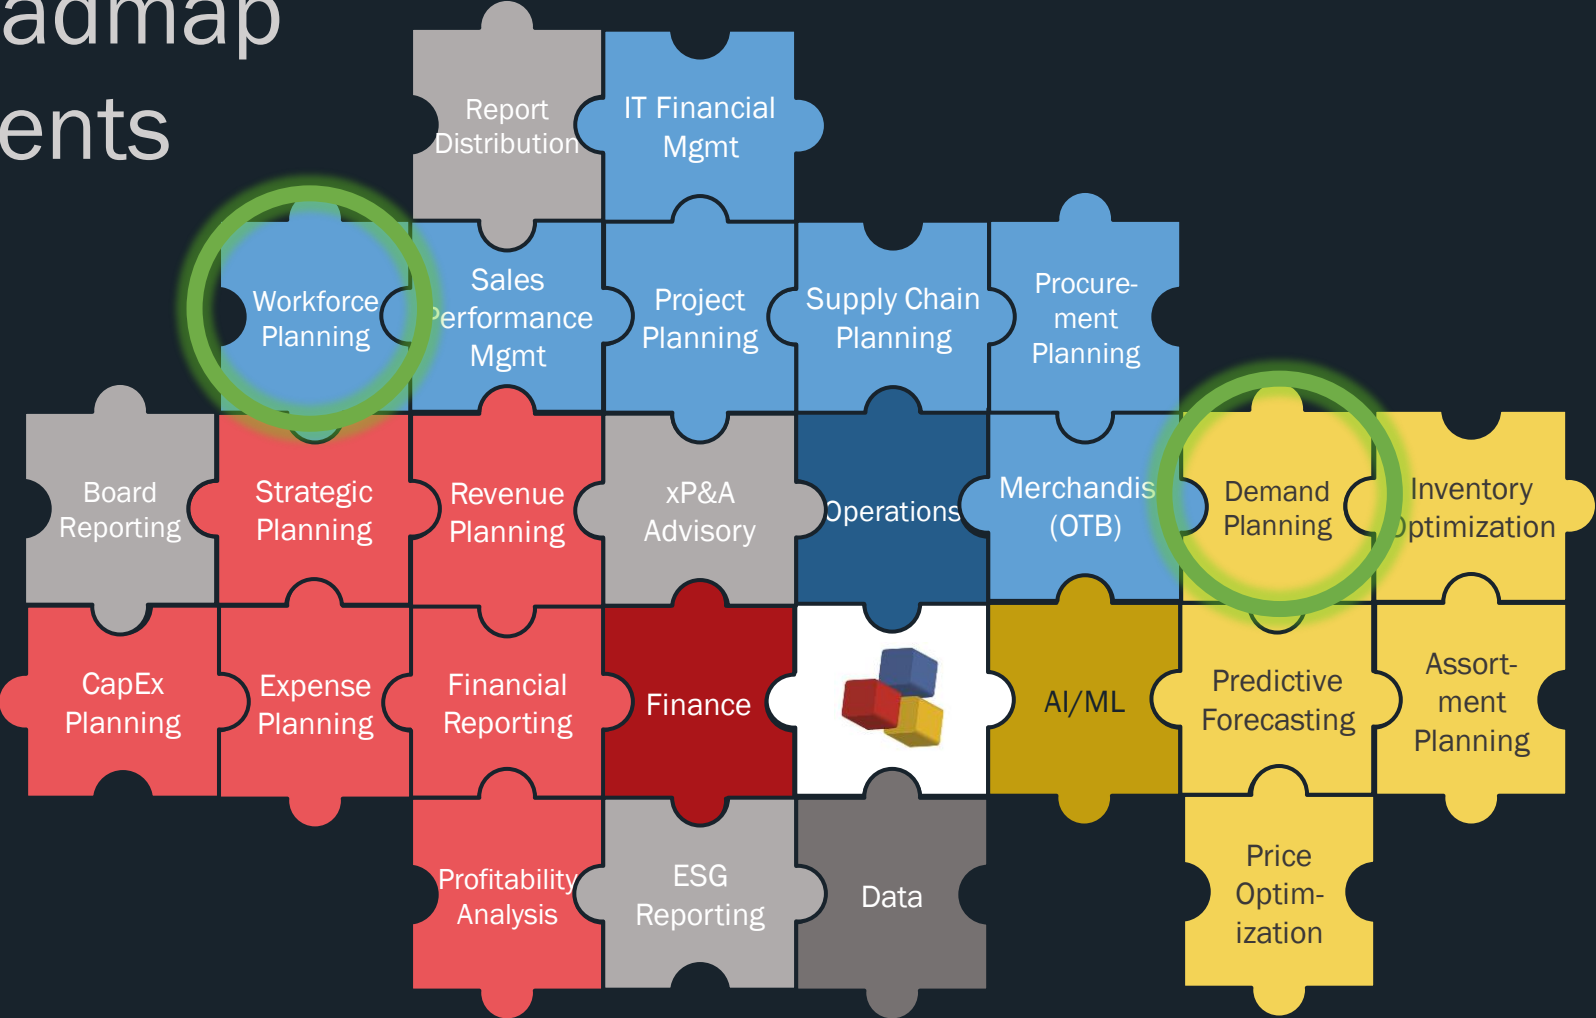 admap
ents
Report
Distribution
IT Financial
Mgmt
Workforce
Planning
Sales
Performance
Mgmt
Project
Planning
Supply Chain
Planning
Procure-
ment
Planning
Board
Reporting
Strategic
Planning
Revenue
Planning
xP&A
Advisory
Operations
Merchandis
(OTB)
Demand
Planning
Inventory
Optimization
CapEx
Planning
Expense
Planning
Financial
Reporting
Finance
AI/ML
Predictive
Forecasting
Assort-
ment
Planning
Profitability
Analysis
ESG
Reporting
Data
Price
Optim-
ization